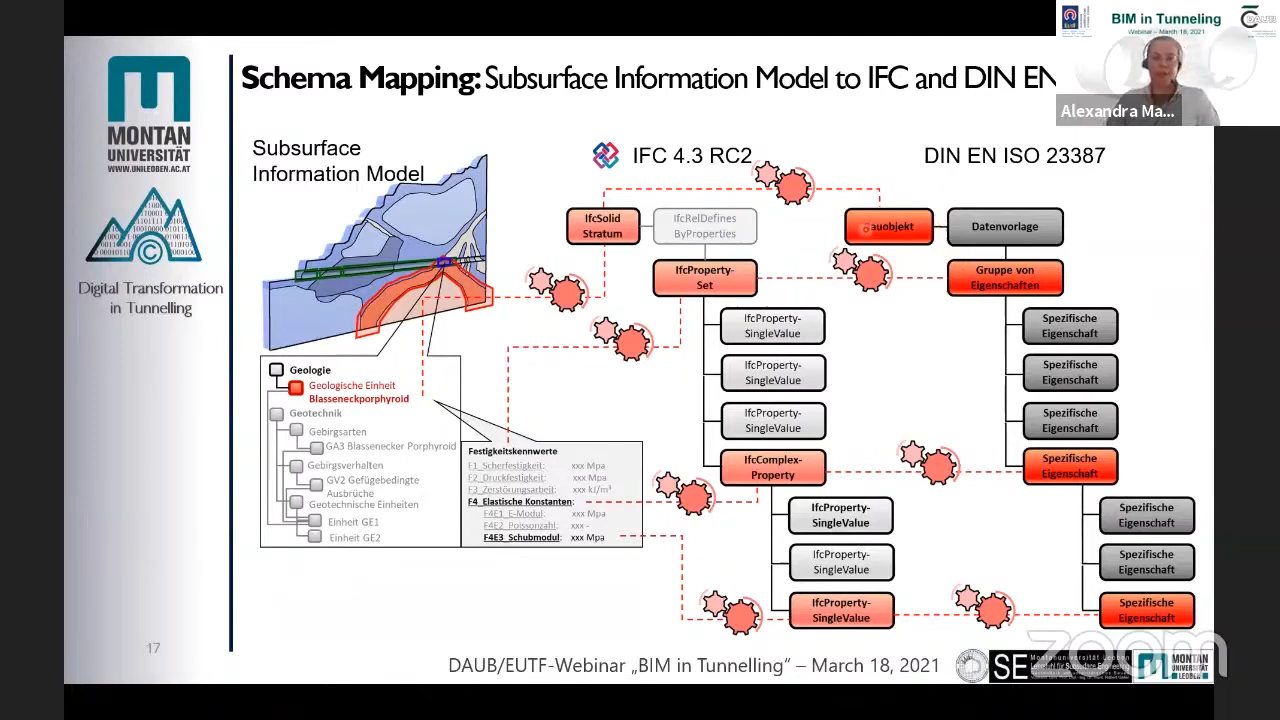 BIM in Tunneling
Webinar – March 18, 2021
DAUB
Alexandra Ma...
MONTAN
UNIVERSITÄT
WWW.UNILEOBEN.AC.AT
Digital Transformation
in Tunnelling
17
Schema Mapping: Subsurface Information Model to IFC and DIN EN
Subsurface
Information Model
IFC 4.3 RC2
DIN EN ISO 23387
IfcSolid
Stratum
IfcRelDefines
ByProperties
IfcProperty-
Set
IfcProperty-
SingleValue
IfcProperty-
SingleValue
IfcProperty-
SingleValue
IfcComplex-
Property
IfcProperty-
SingleValue
IfcProperty-
SingleValue
IfcProperty-
SingleValue
auobjekt
Datenvorlage
Gruppe von
Eigenschaften
Spezifische
Eigenschaft
Spezifische
Eigenschaft
Spezifische
Eigenschaft
Spezifische
Eigenschaft
Spezifische
Eigenschaft
Spezifische
Eigenschaft
Spezifische
Eigenschaft
Geologie
Geologische Einheit
Blasseneckporphyroid
Geotechnik
Gebirgsarten
GA3 Blassenecker Porphyroid
Gebirgsverhalten
GV2 Gefügebedingte
Ausbrüche
Geotechnische Einheiten
Einheit GE1
Einheit GE2
Festigkeitskennwerte
F1_Scherfestigkeit: xxx Mpa
F2_Druckfestigkeit: xxx Mpa
F3_Zerstörungsarbeit: xxx kJ/m³
F4_Elastische Konstanten:
F4E1_E-Modul: xxx Mpa
F4E2_Poissonzahl: xxx -
F4E3_Schubmodul: xxx Mpa
DAUB/EUTF-Webinar „BIM in Tunnelling“ – March 18, 2021
SE
MONTAN
UNIVERSITÄT
LEOBEN
zoom